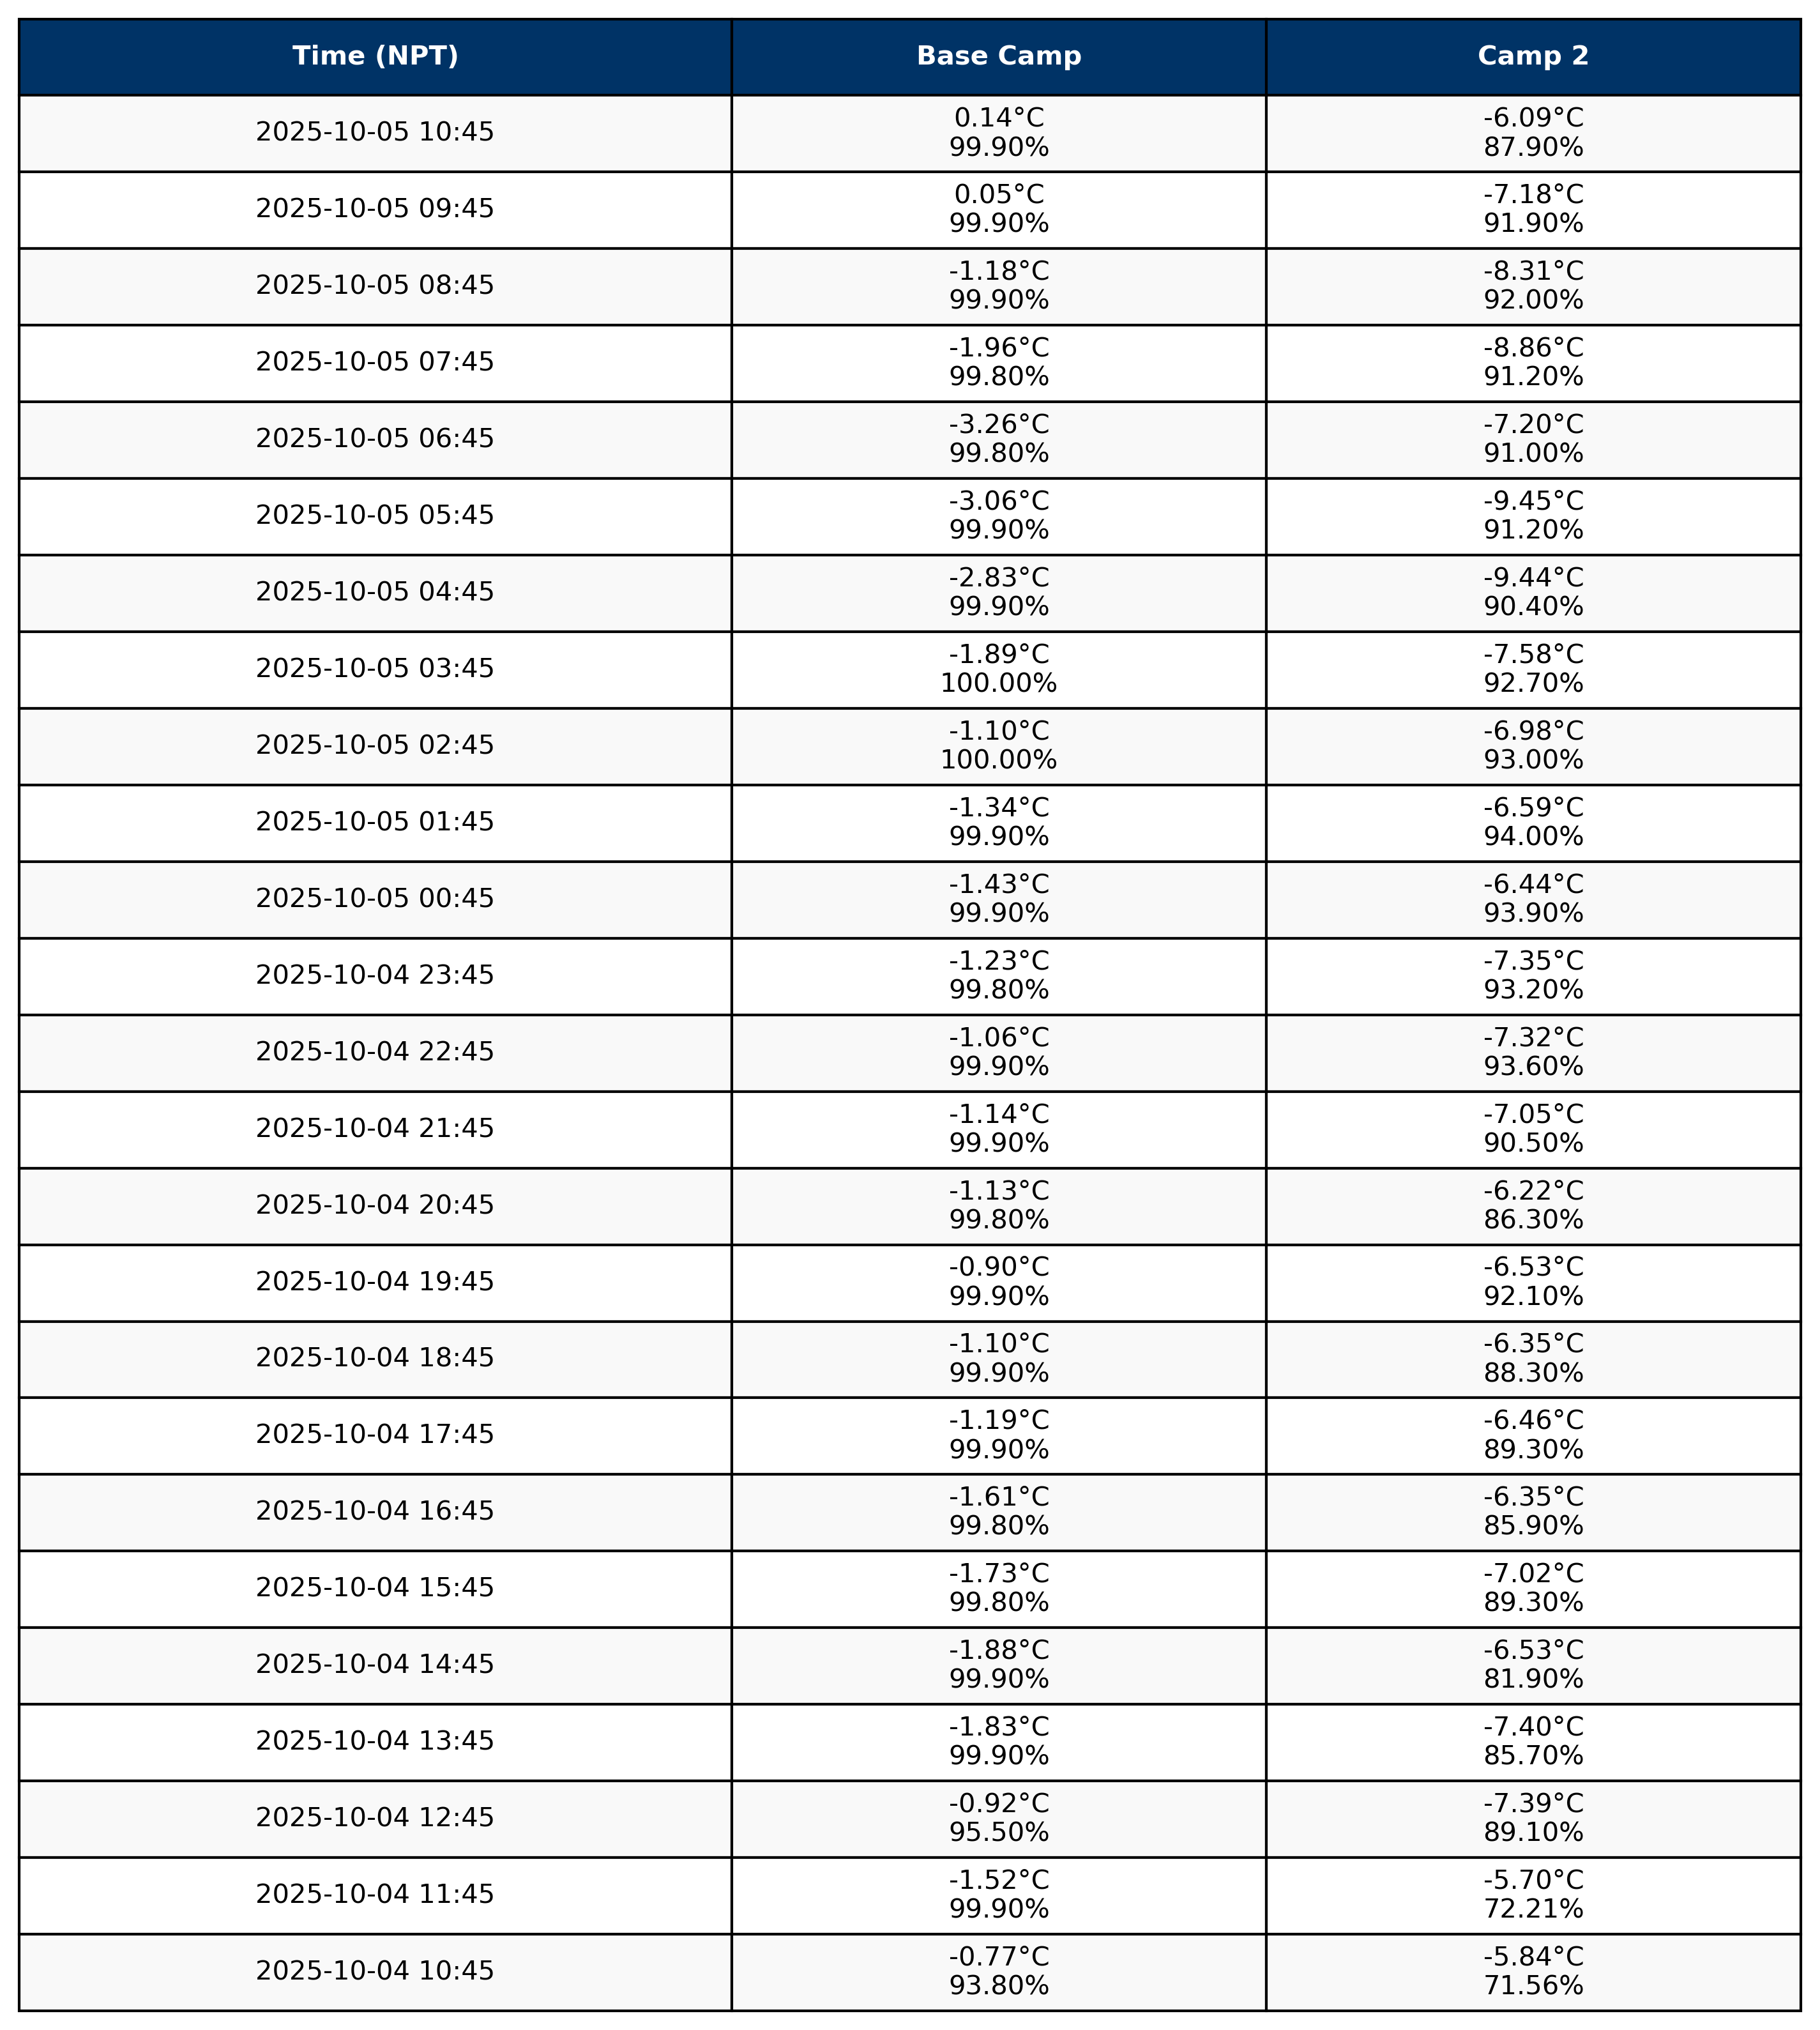 Time (NPT) Base Camp Camp 2
2025-10-05 10:45 0.14°C -6.09°C
99.90% 87.90%
2025-10-05 09:45 0.05°C -7.18°C
99.90% 91.90%
2025-10-05 08:45 -1.18°C -8.31°C
99.90% 92.00%
2025-10-05 07:45 -1.96°C -8.86°C
99.80% 91.20%
2025-10-05 06:45 -3.26°C -7.20°C
99.80% 91.00%
2025-10-05 05:45 -3.06°C -9.45°C
99.90% 91.20%
2025-10-05 04:45 -2.83°C -9.44°C
99.90% 90.40%
2025-10-05 03:45 -1.89°C -7.58°C
100.00% 92.70%
2025-10-05 02:45 -1.10°C -6.98°C
100.00% 93.00%
2025-10-05 01:45 -1.34°C -6.59°C
99.90% 94.00%
2025-10-05 00:45 -1.43°C -6.44°C
99.90% 93.90%
2025-10-04 23:45 -1.23°C -7.35°C
99.80% 93.20%
2025-10-04 22:45 -1.06°C -7.32°C
99.90% 93.60%
2025-10-04 21:45 -1.14°C -7.05°C
99.90% 90.50%
2025-10-04 20:45 -1.13°C -6.22°C
99.80% 86.30%
2025-10-04 19:45 -0.90°C -6.53°C
99.90% 92.10%
2025-10-04 18:45 -1.10°C -6.35°C
99.90% 88.30%
2025-10-04 17:45 -1.19°C -6.46°C
99.90% 89.30%
2025-10-04 16:45 -1.61°C -6.35°C
99.80% 85.90%
2025-10-04 15:45 -1.73°C -7.02°C
99.80% 89.30%
2025-10-04 14:45 -1.88°C -6.53°C
99.90% 81.90%
2025-10-04 13:45 -1.83°C -7.40°C
99.90% 85.70%
2025-10-04 12:45 -0.92°C -7.39°C
95.50% 89.10%
2025-10-04 11:45 -1.52°C -5.70°C
99.90% 72.21%
2025-10-04 10:45 -0.77°C -5.84°C
93.80% 71.56%